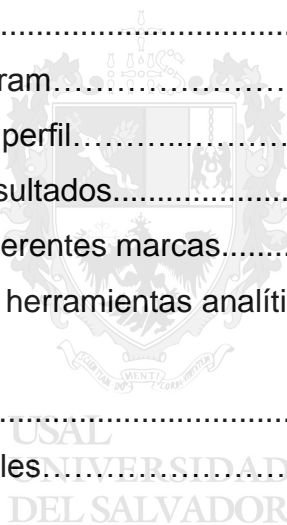 ................................................
ram……………………
perfil………..…………
sultados....................
erentes marcas.........
herramientas analíti
................................................
les……………………
USAL
UNIVERSIDAD
DEL SALVADOR